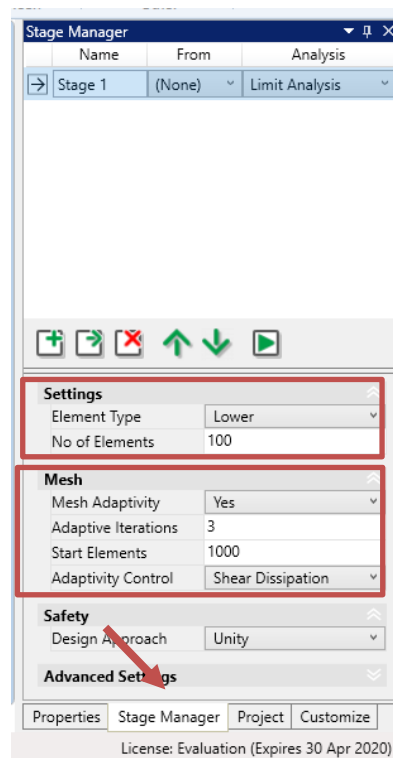 Stage Manager
Name From Analysis
Stage 1 (None) Limit Analysis
Settings
Element Type Lower
No of Elements 100
Mesh
Mesh Adaptivity Yes
Adaptive Iterations 3
Start Elements 1000
Adaptivity Control Shear Dissipation
Safety
Design Approach Unity
Advanced Settings
Properties Stage Manager Project Customize
License: Evaluation (Expires 30 Apr 2020)